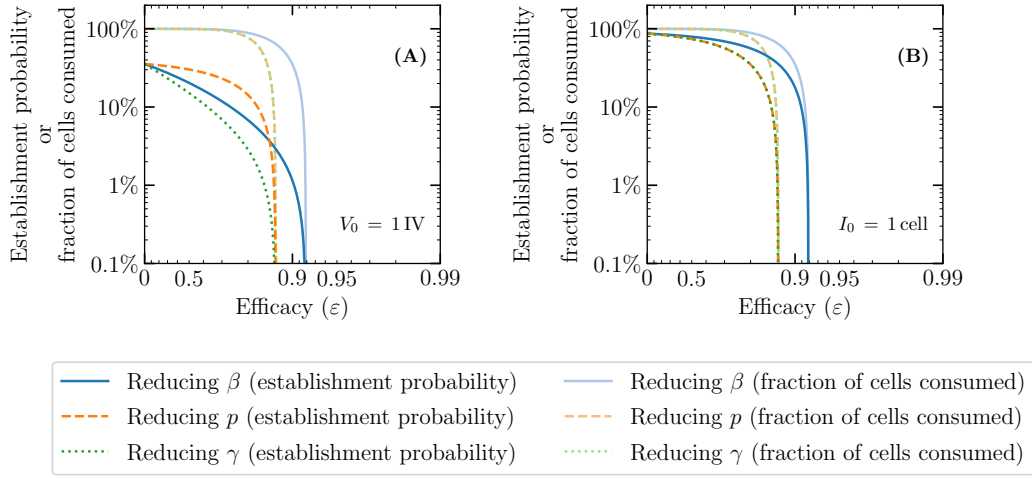 Establishment probability
or
fraction of cells consumed
100%
10%
1%
0.1%
(A)
V₀ = 1 IV
0
0.5
0.9
0.95
0.99
Efficacy (ε)
Establishment probability
or
fraction of cells consumed
100%
10%
1%
0.1%
(B)
I₀ = 1 cell
0
0.5
0.9
0.95
0.99
Efficacy (ε)
Reducing β (establishment probability)
Reducing p (establishment probability)
Reducing γ (establishment probability)
Reducing β (fraction of cells consumed)
Reducing p (fraction of cells consumed)
Reducing γ (fraction of cells consumed)